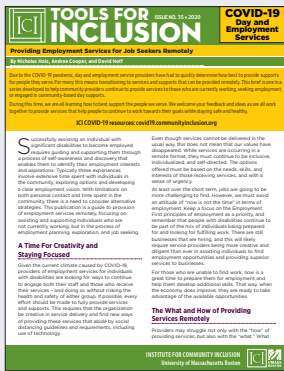 ICI
TOOLS FOR
INCLUSION
ISSUE NO. 35 • 2020
COVID-19
Day and
Employment
Services
Providing Employment Services for Job Seekers Remotely
By Nicholas Holz, Andrea Cooper, and David Hoff
Due to the COVID-19 pandemic, day and employment service providers have had to quickly determine how best to provide supports
for people they serve. For many this means transitioning to services and supports that can be provided remotely. This brief is one in a
series developed to help community providers continue to provide services to those who are currently working, seeking employment,
or engaged in community-based day supports.
During this time, we are all learning how to best support the people we serve. We welcome your feedback and ideas as we all work
together to provide services that help people to continue to work towards their goals while staying safe and healthy.
ICI COVID-19 resources: covid19.communityinclusion.org
Successfully assisting an individual with
significant disabilities to become employed
requires guiding and supporting them through
a process of self-awareness and discovery that
enables them to identify their employment interests
and aspirations. Typically these experiences
involve extensive time spent with individuals in
the community, exploring options and developing
a clear employment vision. With limitations on
both personal contact and time spent in the
community, there is a need to consider alternative
strategies. This publication is a guide to provision
of employment services remotely, focusing on
assisting and supporting individuals who are
not currently working, but in the process of
employment planning, exploration, and job seeking.
A Time For Creativity and
Staying Focused
Given the current climate caused by COVID-19,
providers of employment services for individuals
with disabilities are looking for ways to continue
to engage both their staff and those who receive
their services – and doing so without risking the
health and safety of either group. If possible, every
effort should be made to fully provide services
and supports. This requires that the organization
be creative in service delivery and find new ways
of providing these services that abide by social
distancing guidelines and requirements, including
use of technology.
Even though services cannot be delivered in the
usual way, this does not mean that our values have
disappeared. While services are occurring in a
remote format, they must continue to be inclusive,
individualized, and self-directed. The options
offered must be based on the needs, skills, and
interests of those receiving services, and with a
sense of urgency.
At least over the short term, jobs are going to be
more challenging to find. However, we must avoid
an attitude of "now is not the time" in terms of
employment. Keep a focus on the Employment
First principles of employment as a priority, and
remember that people with disabilities continue to
be part of the mix of individuals being prepared
for and looking for fulfilling work. There are still
businesses that are hiring, and this will likely
require service providers being more creative and
diligent than ever in assisting individuals to find
employment opportunities and providing superior
services to businesses.
For those who are unable to find work, now is a
great time to prepare them for employment and
help them develop additional skills. That way, when
the economy does improve, they are ready to take
advantage of the available opportunities.
The What and How of Providing
Services Remotely
Providers may struggle not only with the "how" of
providing services, but also with the "what." What
INSTITUTE FOR COMMUNITY INCLUSION
University of Massachusetts Boston
ICI
UMASS
BOSTON